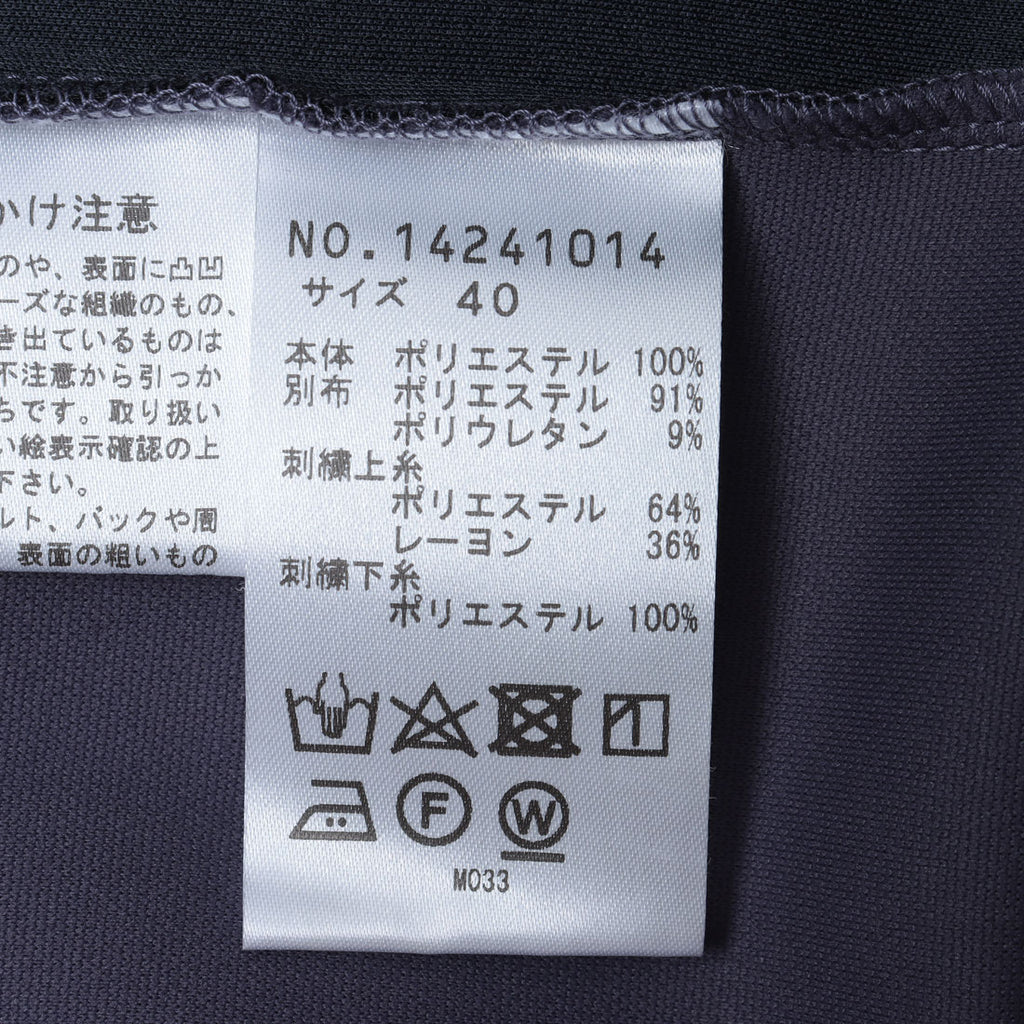 かけ注意
のや、表面に凸凹
ーズな組織のもの、
き出ているものは
不注意から引っか
ちです。取り扱い
い絵表示確認の上
下さい。
ルト、バックや周
表面の粗いもの
NO.14241014
サイズ 40
本体 ポリエステル 100%
別布 ポリエステル 91%
ポリウレタン 9%
刺繍上糸
ポリエステル 64%
レーヨン 36%
刺繍下糸
ポリエステル 100%
F W
M033